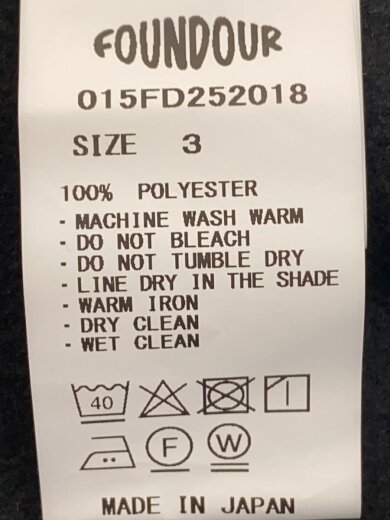 FOUNDOUR
015FD252018
SIZE 3
100% POLYESTER
- MACHINE WASH WARM
- DO NOT BLEACH
- DO NOT TUMBLE DRY
- LINE DRY IN THE SHADE
- WARM IRON
- DRY CLEAN
- WET CLEAN
40
F W
MADE IN JAPAN